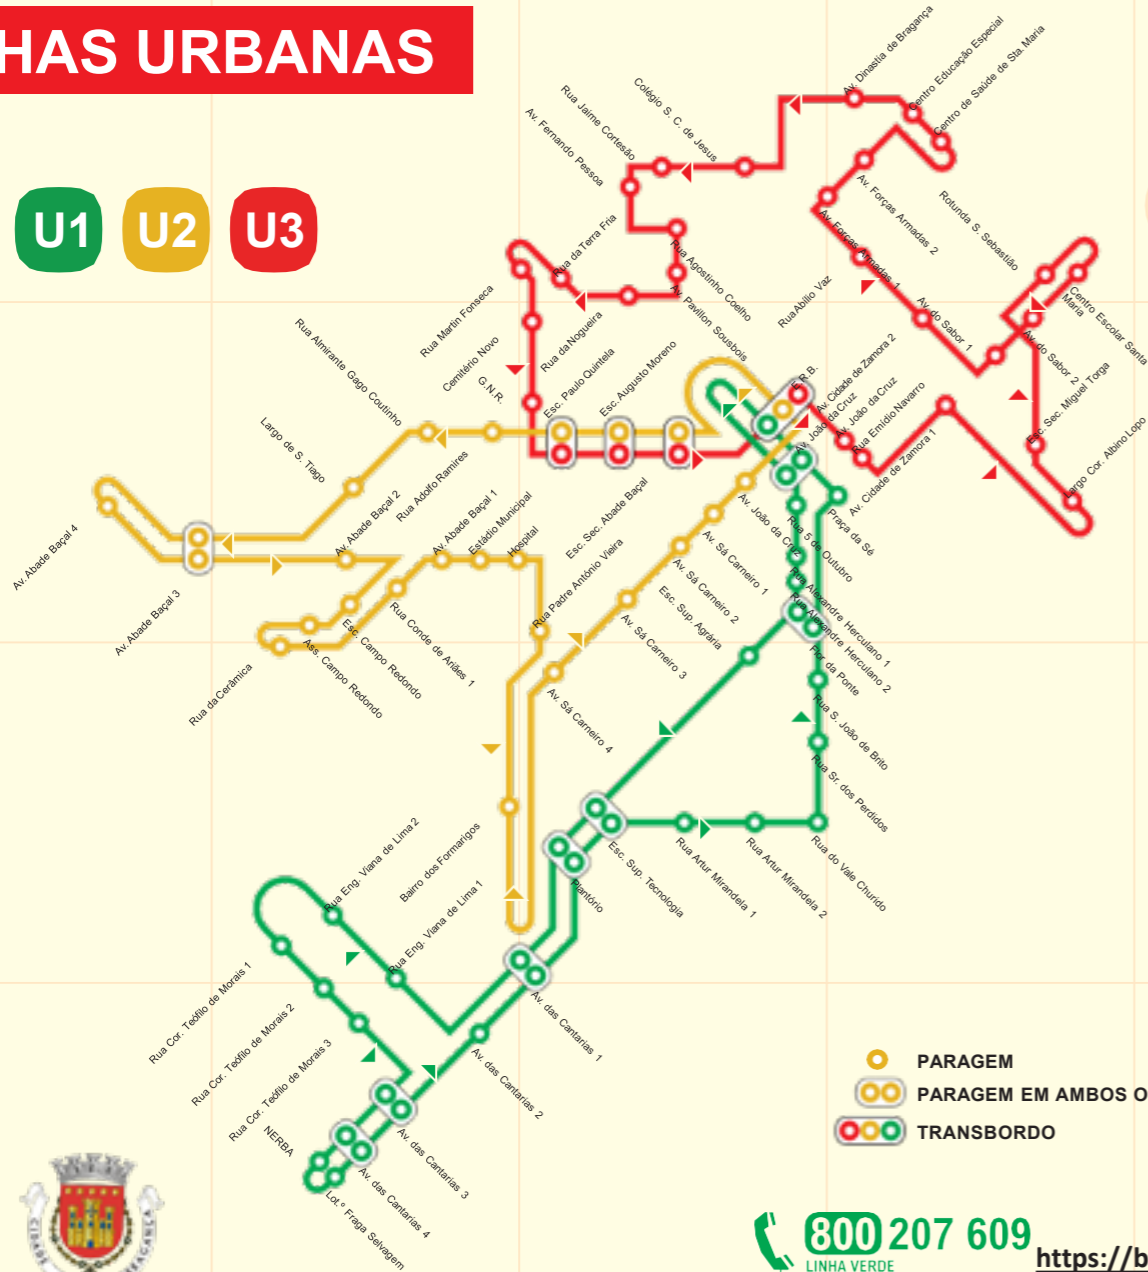 HAS URBANAS
U1
U2
U3
Av. Dinastia de Bragança
Centro Educação Especial
Centro de Saúde de Sta. Maria
Colégio S. C. de Jesus
Rua Jaime Cortesão
Av. Fernando Pessoa
Av. Forças Armadas 2
Av. Forças Armadas 1
Rotunda S. Sebastião
Rua da Terra Fria
Rua Agostinho Coelho
Av. Pavillon Sousbois
Rua Abílio Vaz
Av. do Sabor 1
Av. do Sabor 2
Centro Escolar Santa
Maria
Rua Martin Fonseca
Rua da Nogueira
Cemitério Novo
G.N.R.
Rua Almirante Gago Coutinho
Esc. Paulo Quintela
Esc. Augusto Moreno
E.R.B.
Av. Cidade de Zamora 2
Av. João da Cruz
Av. João da Cruz
Rua Emídio Navarro
Av. Cidade de Zamora 1
Esc. Sec. Miguel Torga
Largo Cor. Albino Lopo
Largo de S. Tiago
Rua Adolfo Ramires
Av. Abade Baçal 2
Av. Abade Baçal 1
Estádio Municipal
Hospital
Esc. Sec. Abade Baçal
Rua Padre António Vieira
Av. João da Cruz
Praça da Sé
Rua 5 de Outubro
Av. Sá Carneiro 1
Av. Sá Carneiro 2
Esc. Sup. Agrária
Av. Sá Carneiro 3
Av. Sá Carneiro 4
Rua Alexandre Herculano 1
Rua Alexandre Herculano 2
Flor da Ponte
Rua S. João de Brito
Rua Sr. dos Perdidos
Av. Abade Baçal 4
Av. Abade Baçal 3
Rua Conde de Ariães 1
Esc. Campo Redondo
Ass. Campo Redondo
Rua da Cerâmica
Rua do Vale Churido
Rua Artur Mirandela 2
Rua Artur Mirandela 1
Esc. Sup. Tecnologia
Plantório
Bairro dos Formarigos
Rua Eng. Viana de Lima 2
Rua Eng. Viana de Lima 1
Rua Cor. Teófilo de Morais 1
Rua Cor. Teófilo de Morais 2
Rua Cor. Teófilo de Morais 3
Av. das Cantarias 1
Av. das Cantarias 2
Av. das Cantarias 3
Av. das Cantarias 4
NERBA
Lot.º Fraga Selvagem
PARAGEM
PARAGEM EM AMBOS O
TRANSBORDO
CIDADE
BRAGANÇA
800 207 609
LINHA VERDE
https://b